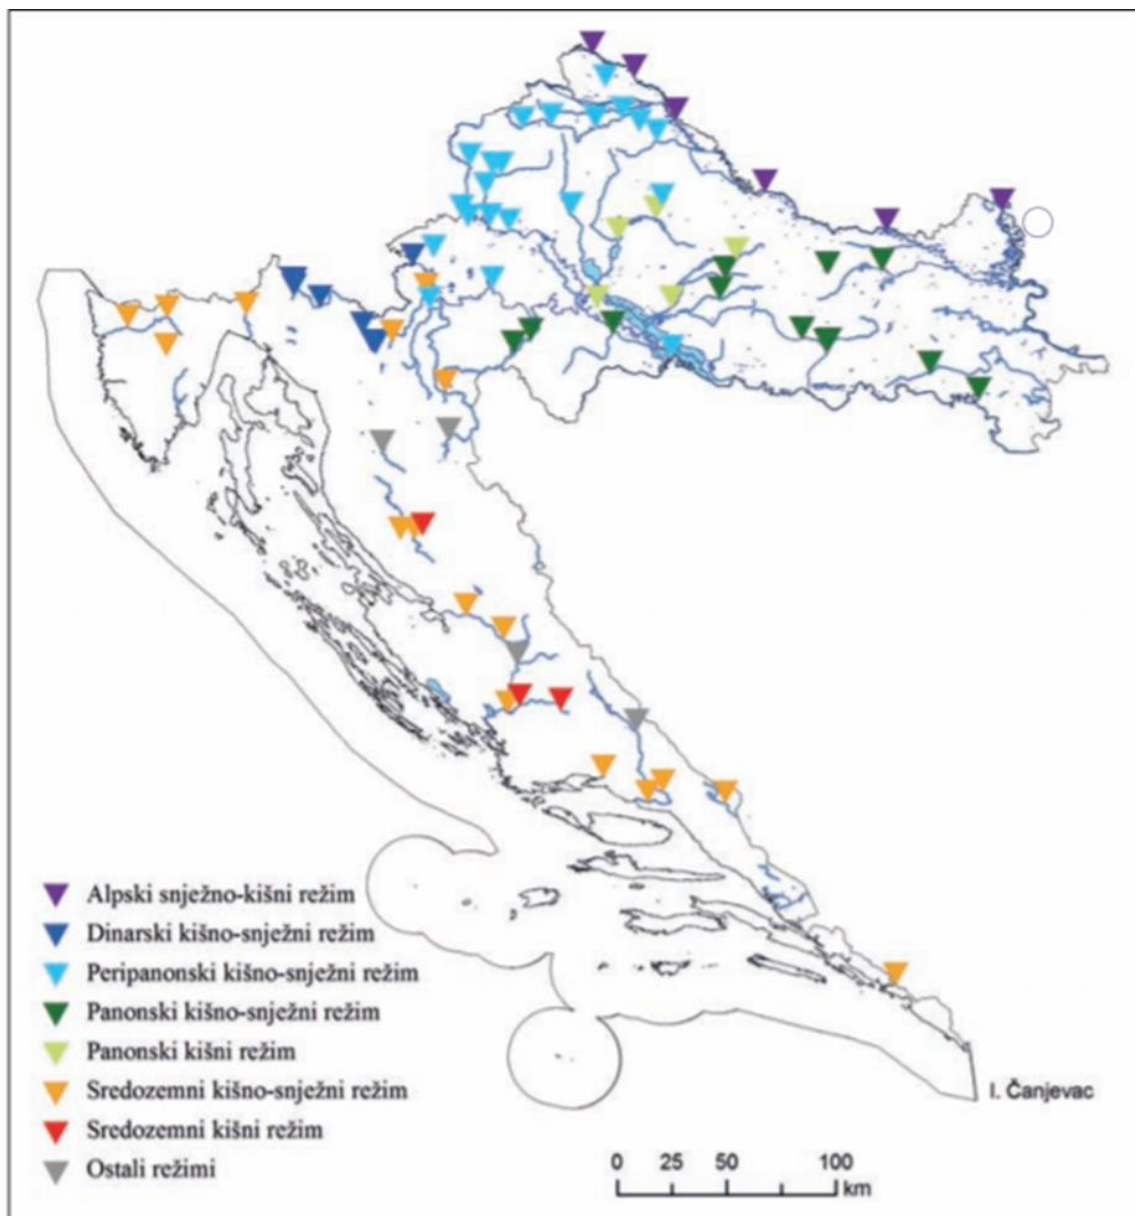 Alpski snježno-kišni režim
Dinarski kišno-snježni režim
Peripanonski kišno-snježni režim
Panonski kišno-snježni režim
Panonski kišni režim
Sredozemni kišno-snježni režim
Sredozemni kišni režim
Ostali režimi
I. Čanjevac
0 25 50 100
km